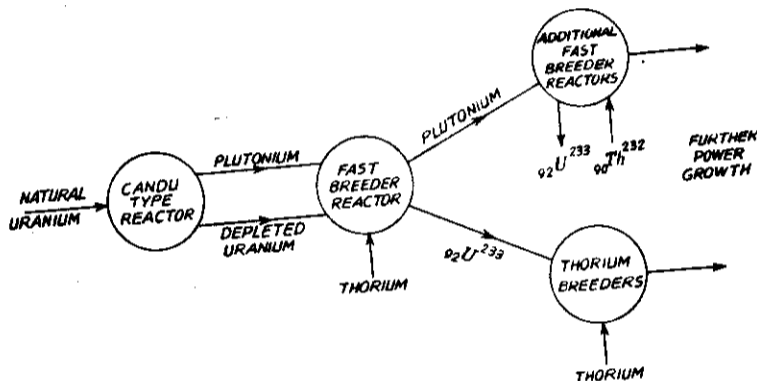 NATURAL
URANIUM
CANDU
TYPE
REACTOR
PLUTONIUM
DEPLETED
URANIUM
FAST
BREEDER
REACTOR
THORIUM
PLUTONIUM
₉₂U²³³
ADDITIONAL
FAST
BREEDER
REACTORS
₉₂U²³³
₉₀Th²³²
FURTHER
POWER
GROWTH
THORIUM
BREEDERS
THORIUM